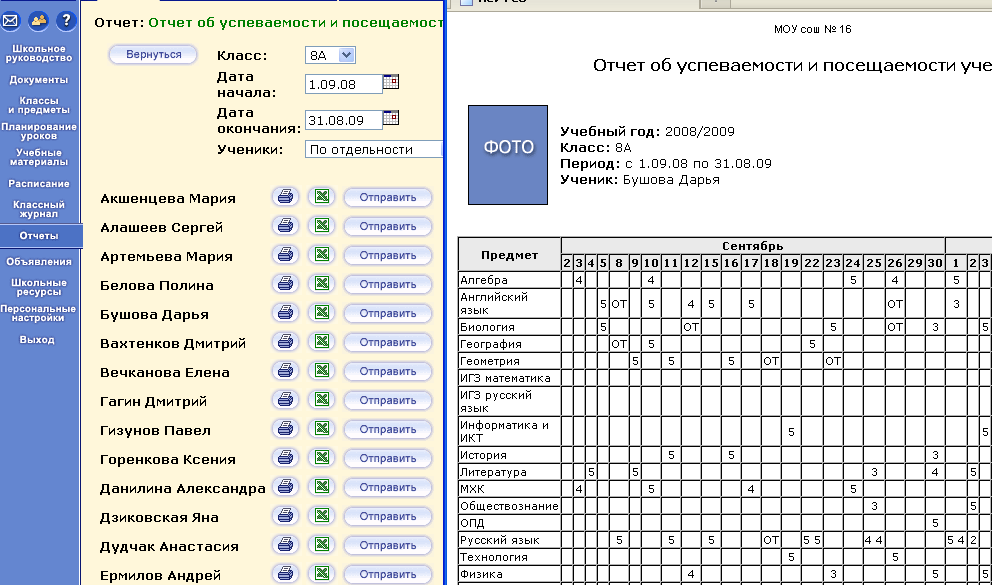 ?
Школьное
руководство
Документы
Классы
и предметы
Планирование
уроков
Учебные
материалы
Расписание
Классный
журнал
Отчеты
Объявления
Школьные
ресурсы
Персональные
настройки
Выход
Отчет: Отчет об успеваемости и посещаемост
Вернуться
Класс: 8А
Дата
начала: 1.09.08
Дата
окончания: 31.08.09
Ученики: По отдельности
Акшенцева Мария Отправить
Алашеев Сергей Отправить
Артемьева Мария Отправить
Белова Полина Отправить
Бушова Дарья Отправить
Вахтенков Дмитрий Отправить
Вечканова Елена Отправить
Гагин Дмитрий Отправить
Гизунов Павел Отправить
Горенкова Ксения Отправить
Данилина Александра Отправить
Дзиковская Яна Отправить
Дудчак Анастасия Отправить
Ермилов Андрей Отправить
МОУ сош № 16
Отчет об успеваемости и посещаемости уче
ФОТО
Учебный год: 2008/2009
Класс: 8А
Период: с 1.09.08 по 31.08.09
Ученик: Бушова Дарья
Предмет Сентябрь
2 3 4 5 8 9 10 11 12 15 16 17 18 19 22 23 24 25 26 29 30 1 2 3
Алгебра 4 4 5 4 5
Английский
язык 5 ОТ 5 4 5 5 ОТ 3
Биология 5 ОТ 5 ОТ 3 5
География ОТ 5 5
Геометрия 5 5 5 ОТ ОТ
ИГЗ математика
ИГЗ русский
язык
Информатика и
ИКТ 5 5
История 5 5 3
Литература 5 5 3 4 5
МХК 4 5 4 5
Обществознание 3 5
ОПД 5
Русский язык 5 5 5 ОТ 5 5 4 4 5 4 2
Технология 5 5
Физика 4 3 5 5